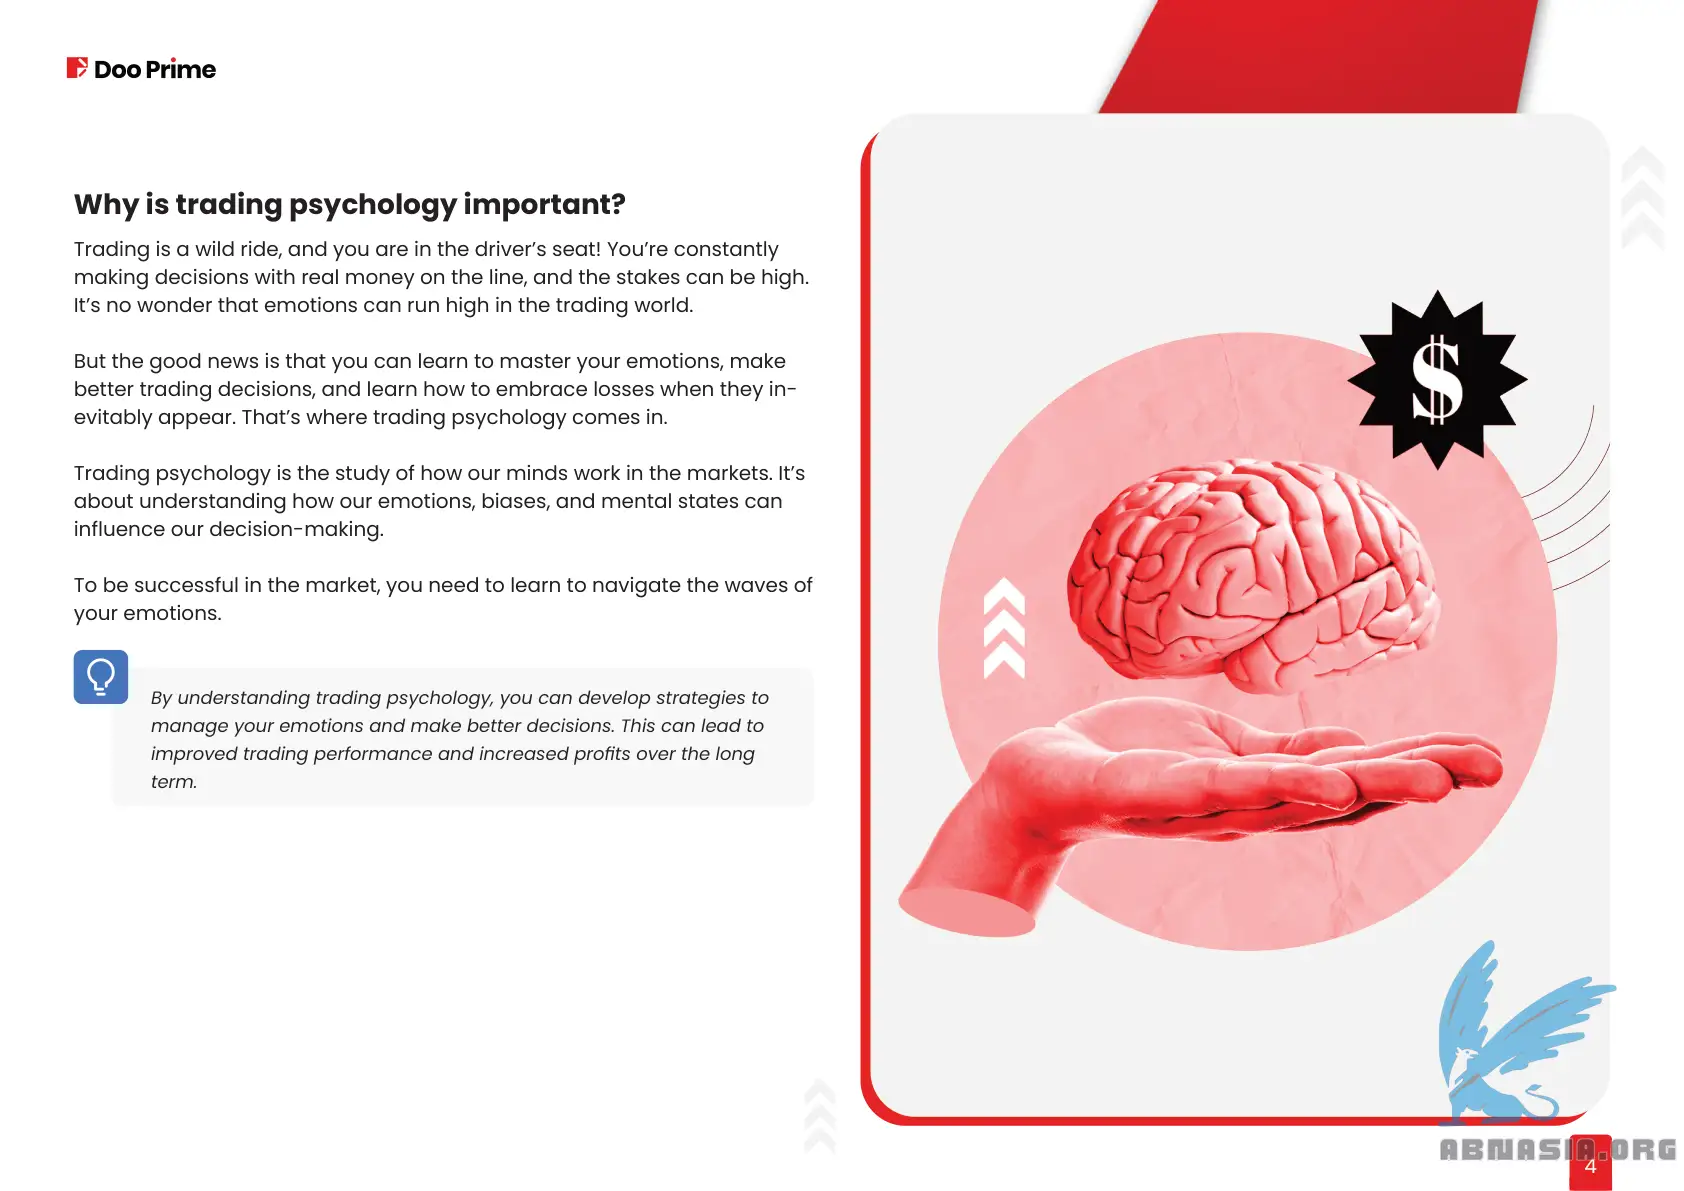 Doo Prime
Why is trading psychology important?
Trading is a wild ride, and you are in the driver’s seat! You’re constantly
making decisions with real money on the line, and the stakes can be high.
It’s no wonder that emotions can run high in the trading world.
But the good news is that you can learn to master your emotions, make
better trading decisions, and learn how to embrace losses when they in-
evitably appear. That’s where trading psychology comes in.
Trading psychology is the study of how our minds work in the markets. It’s
about understanding how our emotions, biases, and mental states can
influence our decision-making.
To be successful in the market, you need to learn to navigate the waves of
your emotions.
By understanding trading psychology, you can develop strategies to
manage your emotions and make better decisions. This can lead to
improved trading performance and increased profits over the long
term.
$
ABNASIA.ORG
4